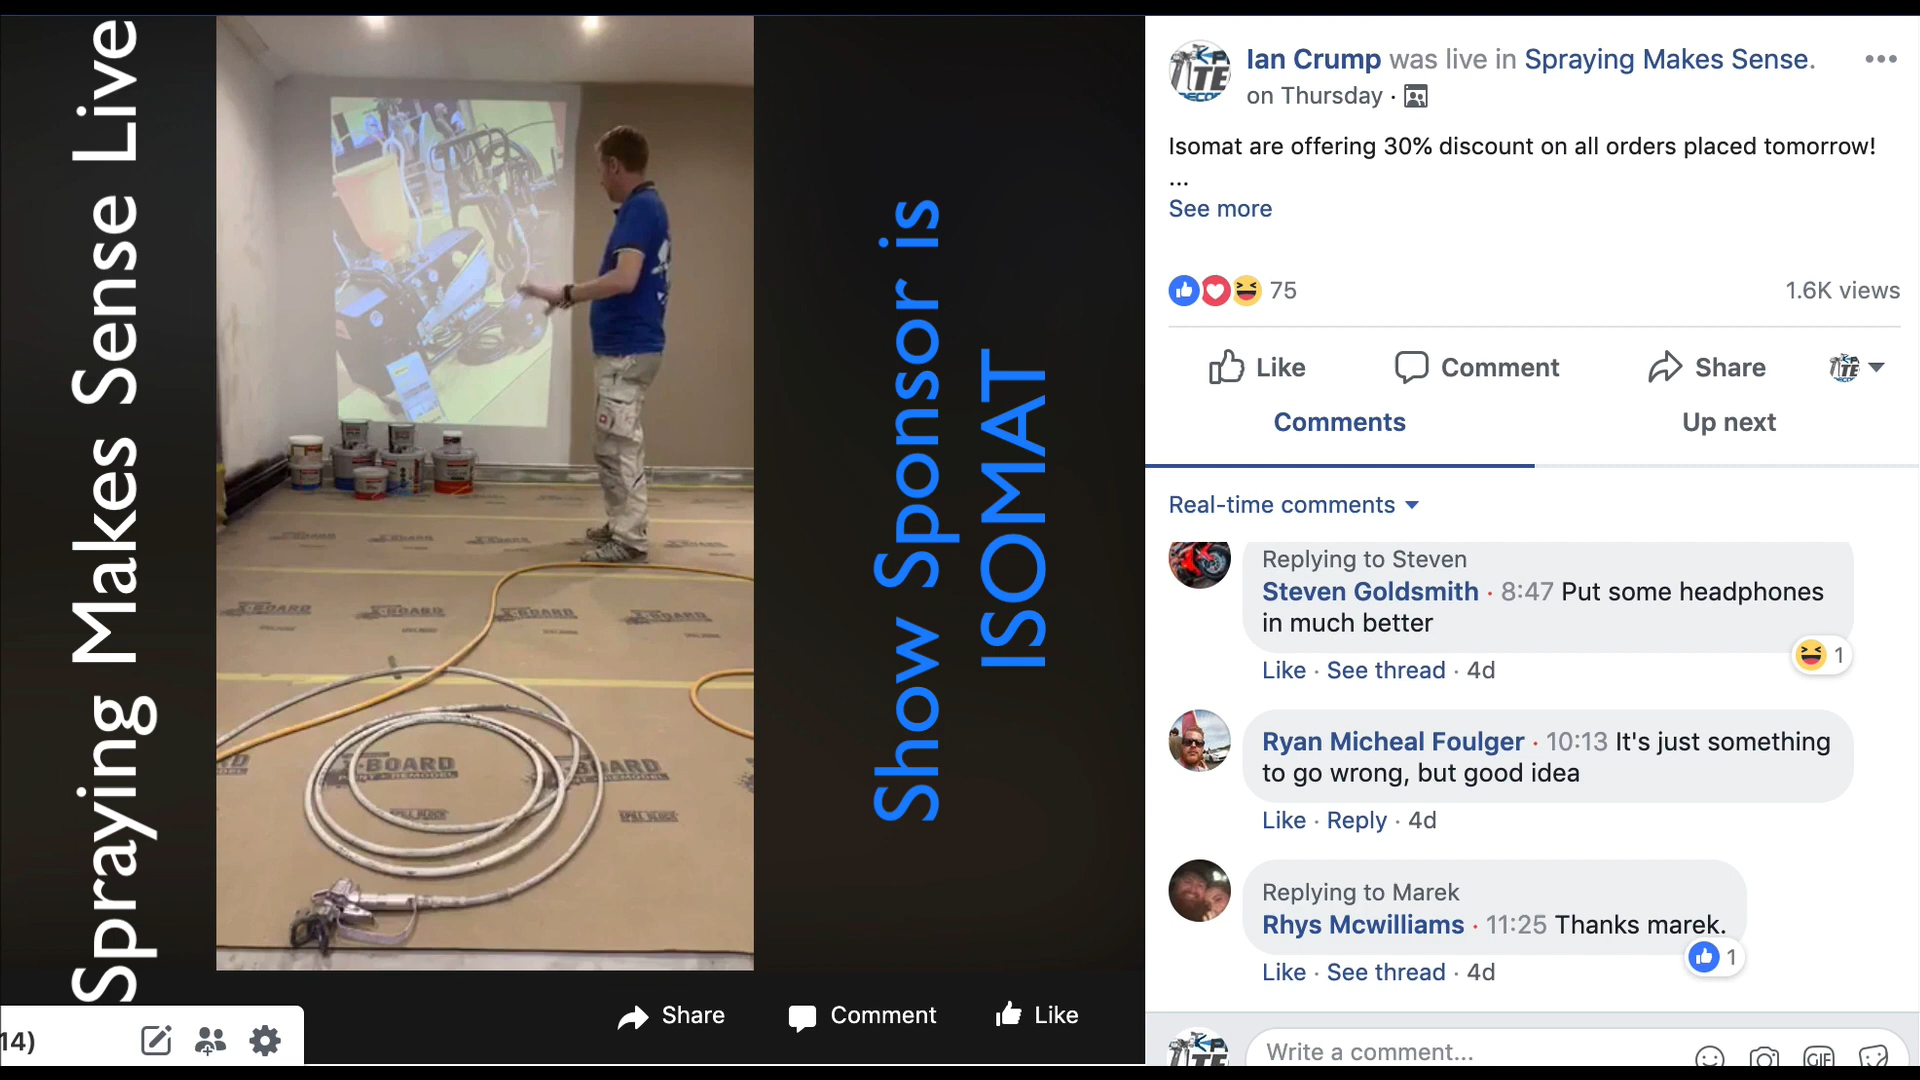 Spraying Makes Sense Live
Show Sponsor is
ISOMAT
Share
Comment
Like
14)
Ian Crump was live in Spraying Makes Sense.
on Thursday ·
Isomat are offering 30% discount on all orders placed tomorrow!
...
See more
75
1.6K views
Like
Comment
Share
Comments
Up next
Real-time comments
Replying to Steven
Steven Goldsmith · 8:47 Put some headphones
in much better
1
Like · See thread · 4d
Ryan Micheal Foulger · 10:13 It's just something
to go wrong, but good idea
Like · Reply · 4d
Replying to Marek
Rhys Mcwilliams · 11:25 Thanks marek.
1
Like · See thread · 4d
Write a comment...
GIF